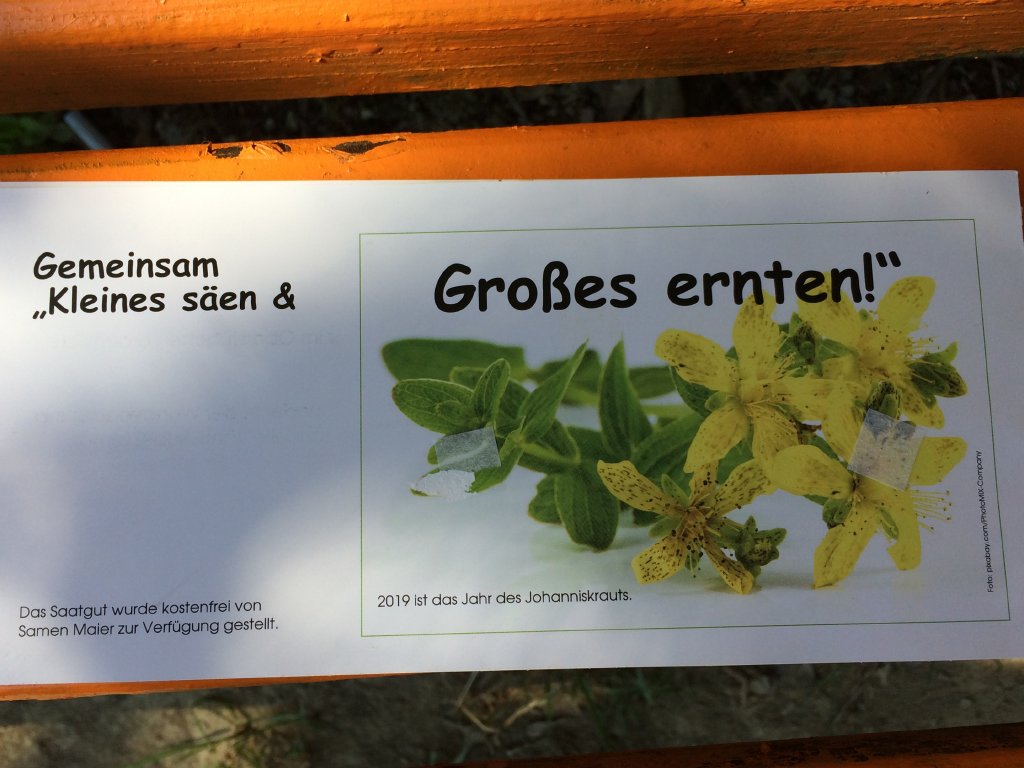 Gemeinsam
„Kleines säen &
Großes ernten!“
Das Saatgut wurde kostenfrei von
Samen Maier zur Verfügung gestellt.
2019 ist das Jahr des Johanniskrauts.
Foto: pixabay.com/PhotoMIX-Company